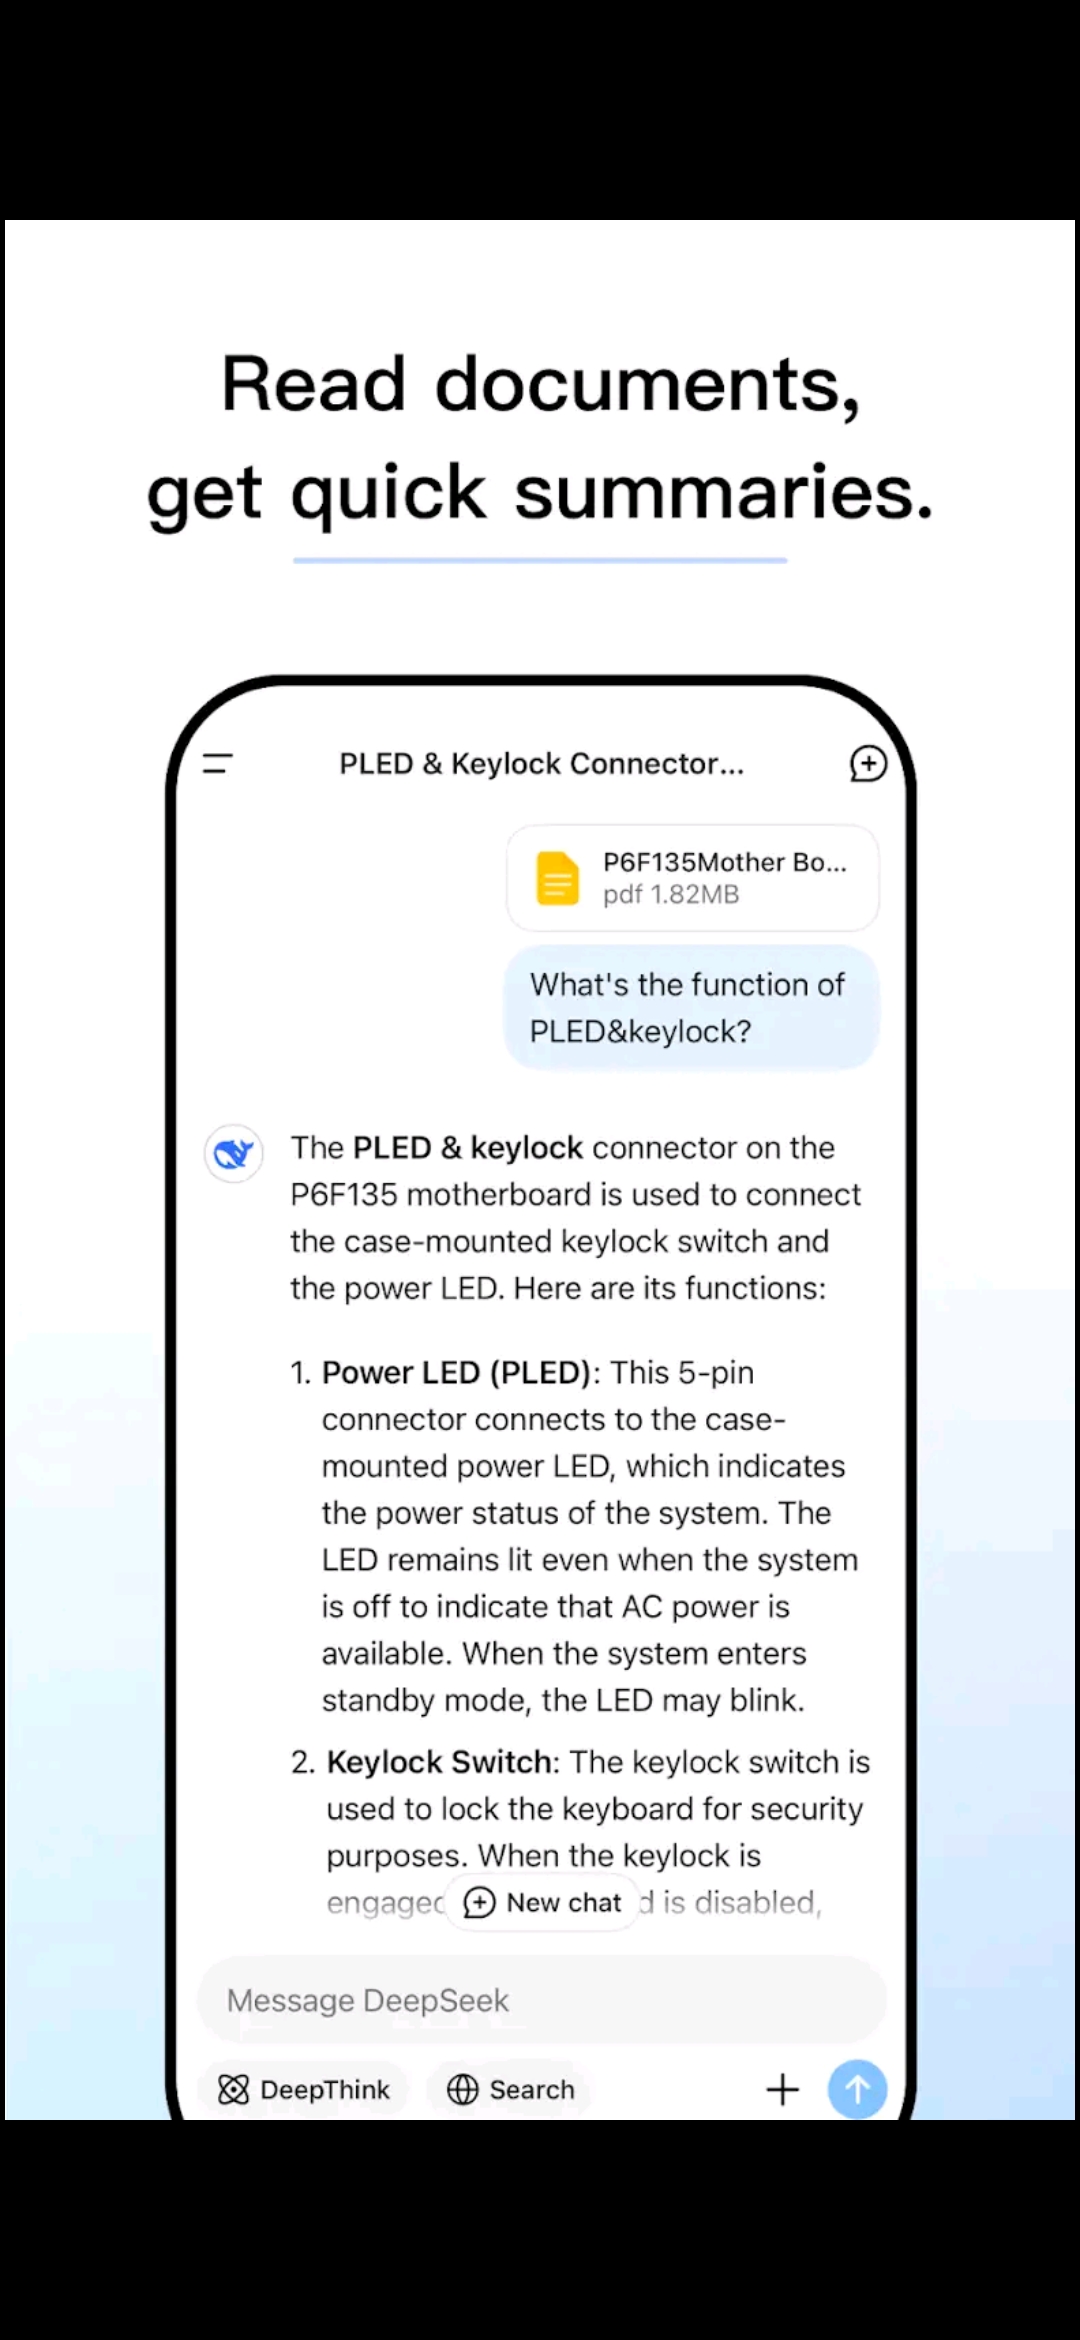 Read documents,
get quick summaries.
PLED & Keylock Connector...
P6F135Mother Bo...
pdf 1.82MB
What's the function of
PLED&keylock?
The PLED & keylock connector on the
P6F135 motherboard is used to connect
the case-mounted keylock switch and
the power LED. Here are its functions:
1. Power LED (PLED): This 5-pin
connector connects to the case-
mounted power LED, which indicates
the power status of the system. The
LED remains lit even when the system
is off to indicate that AC power is
available. When the system enters
standby mode, the LED may blink.
2. Keylock Switch: The keylock switch is
used to lock the keyboard for security
purposes. When the keylock is
engaged New chat d is disabled,
Message DeepSeek
DeepThink Search